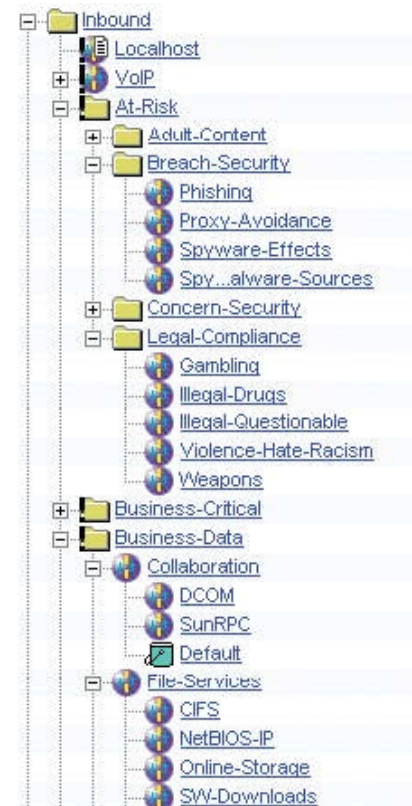 Inbound
Localhost
VoIP
At-Risk
Adult-Content
Breach-Security
Phishing
Proxy-Avoidance
Spyware-Effects
Spy...alware-Sources
Concern-Security
Legal-Compliance
Gambling
Illegal-Drugs
Illegal-Questionable
Violence-Hate-Racism
Weapons
Business-Critical
Business-Data
Collaboration
DCOM
SunRPC
Default
File-Services
CIFS
NetBIOS-IP
Online-Storage
SW-Downloads